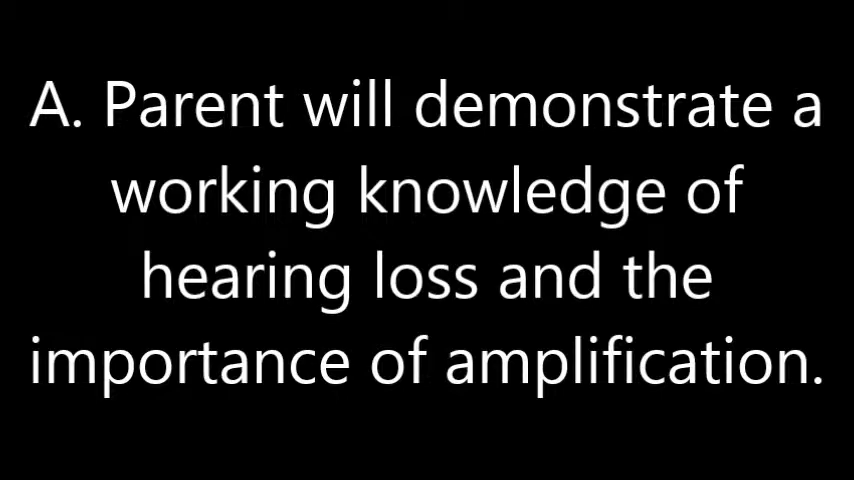 A. Parent will demonstrate a
working knowledge of
hearing loss and the
importance of amplification.